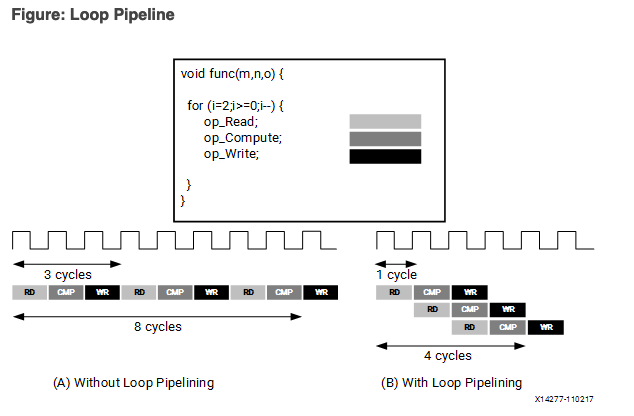 Figure: Loop Pipeline
void func(m,n,o) {
for (i=2;i>=0;i--) {
op_Read;
op_Compute;
op_Write;
}
}
3 cycles
1 cycle
RD CMP WR RD CMP WR RD CMP WR
RD CMP WR
RD CMP WR
RD CMP WR
8 cycles
4 cycles
(A) Without Loop Pipelining
(B) With Loop Pipelining
X14277-110217